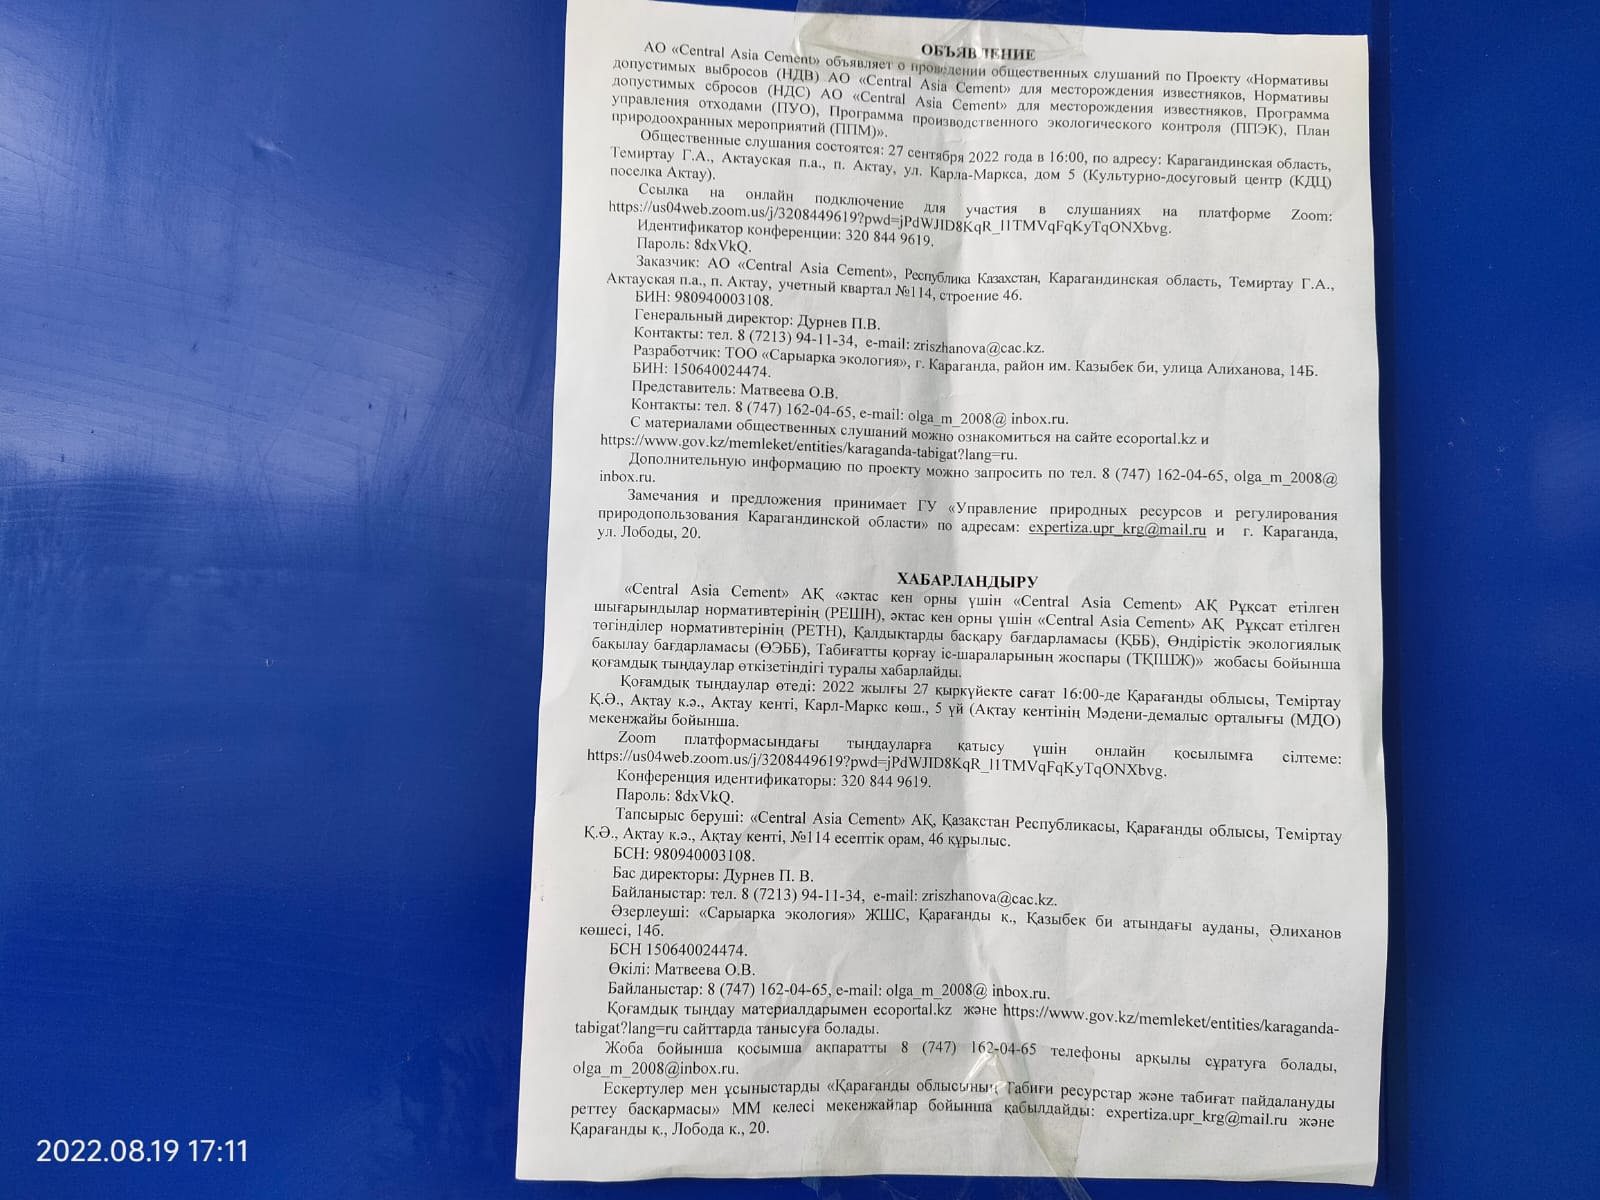 ОБЪЯВЛЕНИЕ
АО «Central Asia Cement» объявляет о проведении общественных слушаний по Проекту «Нормативы
допустимых выбросов (НДВ) АО «Central Asia Cement» для месторождения известняков, Нормативы
допустимых сбросов (НДС) АО «Central Asia Cement» для месторождения известняков, Программа
управления отходами (ПУО), Программа производственного экологического контроля (ППЭК), План
природоохранных мероприятий (ППМ)».
Общественные слушания состоятся: 27 сентября 2022 года в 16:00, по адресу: Карагандинская область,
Темиртау Г.А., Актауская п.а., п. Актау, ул. Карла-Маркса, дом 5 (Культурно-досуговый центр (КДЦ)
поселка Актау).
Ссылка на онлайн подключение для участия в слушаниях на платформе Zoom:
https://us04web.zoom.us/j/3208449619?pwd=jPdWJID8KqR_l1TMVqFqKyTqONXbvg.
Идентификатор конференции: 320 844 9619.
Пароль: 8dxVkQ.
Заказчик: АО «Central Asia Cement», Республика Казахстан, Карагандинская область, Темиртау Г.А.,
Актауская п.а., п. Актау, учетный квартал №114, строение 46.
БИН: 980940003108.
Генеральный директор: Дурнев П.В.
Контакты: тел. 8 (7213) 94-11-34, e-mail: zriszhanova@cac.kz.
Разработчик: ТОО «Сарыарка экология», г. Караганда, район им. Казыбек би, улица Алиханова, 14Б.
БИН: 150640024474.
Представитель: Матвеева О.В.
Контакты: тел. 8 (747) 162-04-65, e-mail: olga_m_2008@ inbox.ru.
С материалами общественных слушаний можно ознакомиться на сайте ecoportal.kz и
https://www.gov.kz/memleket/entities/karaganda-tabigat?lang=ru.
Дополнительную информацию по проекту можно запросить по тел. 8 (747) 162-04-65, olga_m_2008@
inbox.ru.
Замечания и предложения принимает ГУ «Управление природных ресурсов и регулирования
природопользования Карагандинской области» по адресам: expertiza.upr_krg@mail.ru и г. Караганда,
ул. Лободы, 20.
ХАБАРЛАНДЫРУ
«Central Asia Cement» АҚ «әктас кен орны үшін «Central Asia Cement» АҚ Рұқсат етілген
шығарындылар нормативтерінің (РЕШН), әктас кен орны үшін «Central Asia Cement» АҚ Рұқсат етілген
төгінділер нормативтерінің (РЕТН), Қалдықтарды басқару бағдарламасы (ҚББ), Өндірістік экологиялық
бақылау бағдарламасы (ӨЭББ), Табиғатты қорғау іс-шараларының жоспары (ТҚІШЖ)» жобасы бойынша
қоғамдық тыңдаулар өткізетіндігі туралы хабарлайды.
Қоғамдық тыңдаулар өтеді: 2022 жылғы 27 қыркүйекте сағат 16:00-де Қарағанды облысы, Теміртау
Қ.Ә., Ақтау к.ә., Ақтау кенті, Карл-Маркс көш., 5 үй (Ақтау кентінің Мәдени-демалыс орталығы (МДО)
мекенжайы бойынша.
Zoom платформасындағы тыңдауларға қатысу үшін онлайн қосылымға сілтеме:
https://us04web.zoom.us/j/3208449619?pwd=jPdWJID8KqR_l1TMVqFqKyTqONXbvg.
Конференция идентификаторы: 320 844 9619.
Пароль: 8dxVkQ.
Тапсырыс беруші: «Central Asia Cement» АҚ, Қазақстан Республикасы, Қарағанды облысы, Теміртау
Қ.Ә., Ақтау к.ә., Ақтау кенті, №114 есептік орам, 46 құрылыс.
БСН: 980940003108.
Бас директоры: Дурнев П. В.
Байланыстар: тел. 8 (7213) 94-11-34, e-mail: zriszhanova@cac.kz.
Әзерлеуші: «Сарыарқа экология» ЖШС, Қарағанды қ., Қазыбек би атындағы ауданы, Әлиханов
көшесі, 14б.
БСН 150640024474.
Өкілі: Матвеева О.В.
Байланыстар: 8 (747) 162-04-65, e-mail: olga_m_2008@ inbox.ru.
Қоғамдық тыңдау материалдарымен ecoportal.kz және https://www.gov.kz/memleket/entities/karaganda-
tabigat?lang=ru сайттарда танысуға болады.
Жоба бойынша қосымша ақпаратты 8 (747) 162-04-65 телефоны арқылы сұратуға болады,
olga_m_2008@inbox.ru.
Ескертулер мен ұсыныстарды «Қарағанды облысының Табиғи ресурстар және табиғат пайдалануды
реттеу басқармасы» ММ келесі мекенжайлар бойынша қабылдайды: expertiza.upr_krg@mail.ru және
Қарағанды қ., Лобода к., 20.
2022.08.19 17:11